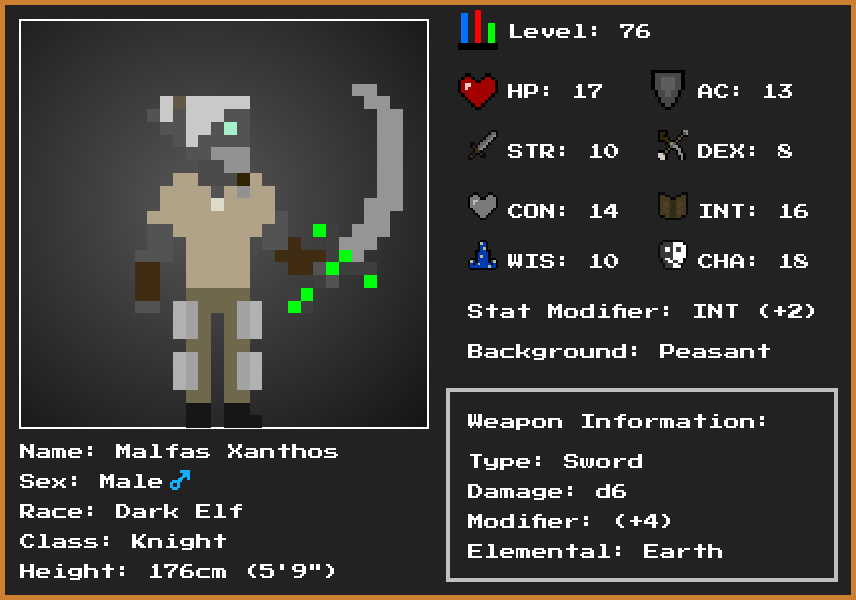 Level: 76
HP: 17
AC: 13
STR: 10
DEX: 8
CON: 14
INT: 16
WIS: 10
CHA: 18
Stat Modifier: INT (+2)
Background: Peasant
Weapon Information:
Type: Sword
Damage: d6
Modifier: (+4)
Elemental: Earth
Name: Malfas Xanthos
Sex: Male♂
Race: Dark Elf
Class: Knight
Height: 176cm (5'9")